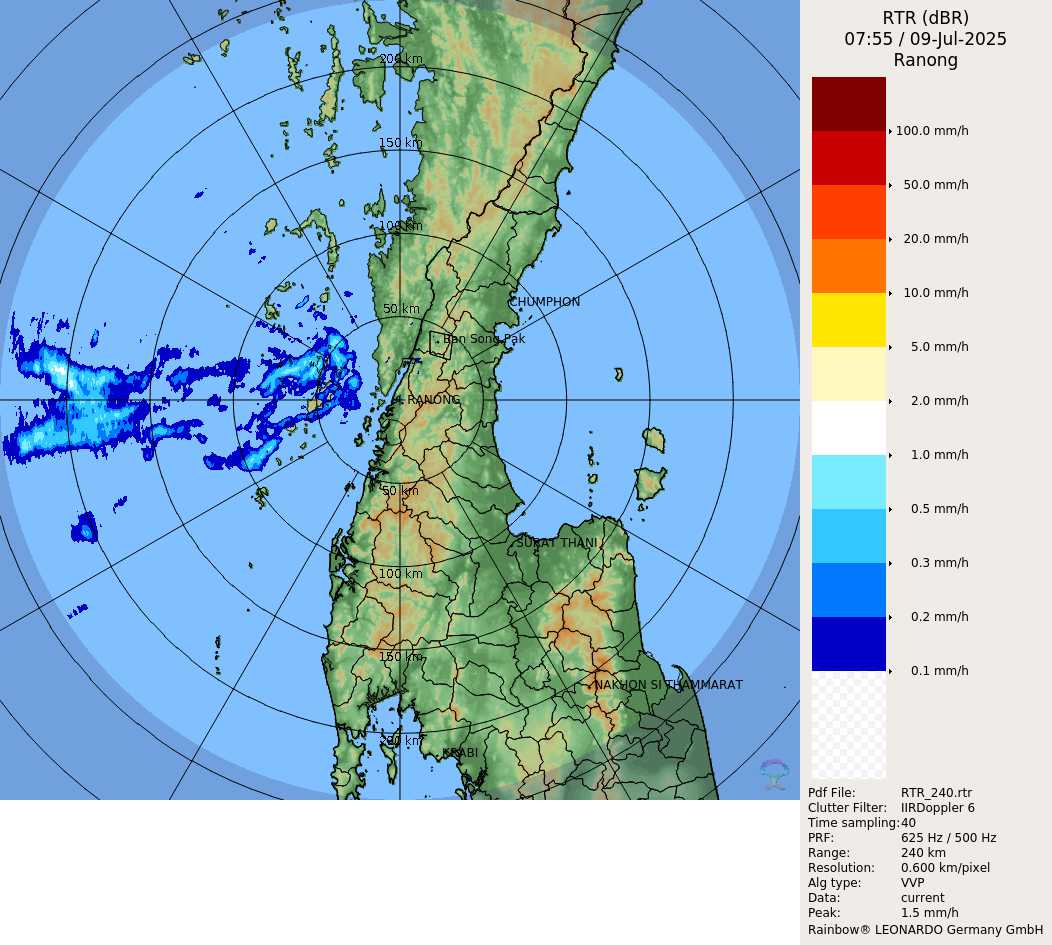 RTR (dBR)
07:55 / 09-Jul-2025
Ranong
200 km
150 km
100 km
50 km
CHUMPHON
Ban Song Pak
RANONG
50 km
SURAT THANI
100 km
150 km
NAKHON SI THAMMARAT
200 km
KRABI
100.0 mm/h
50.0 mm/h
20.0 mm/h
10.0 mm/h
5.0 mm/h
2.0 mm/h
1.0 mm/h
0.5 mm/h
0.3 mm/h
0.2 mm/h
0.1 mm/h
Pdf File: RTR_240.rtr
Clutter Filter: IIRDoppler 6
Time sampling: 40
PRF: 625 Hz / 500 Hz
Range: 240 km
Resolution: 0.600 km/pixel
Alg type: VVP
Data: current
Peak: 1.5 mm/h
Rainbow® LEONARDO Germany GmbH